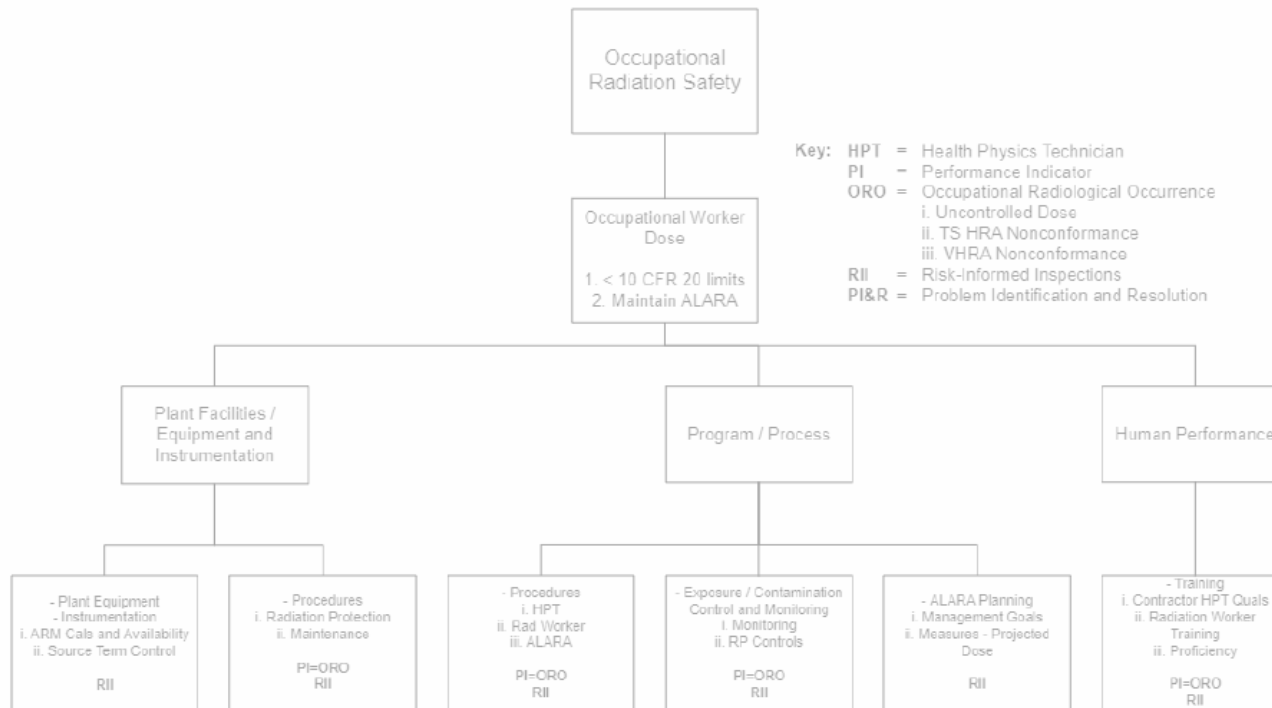 Occupational
Radiation Safety
Key: HPT = Health Physics Technician
PI = Performance Indicator
ORO = Occupational Radiological Occurrence
i. Uncontrolled Dose
ii. TS HRA Nonconformance
iii. VHRA Nonconformance
RII = Risk-Informed Inspections
PI&R = Problem Identification and Resolution
Occupational Worker
Dose
1. < 10 CFR 20 limits
2. Maintain ALARA
Plant Facilities /
Equipment and
Instrumentation
Program / Process
Human Performance
- Plant Equipment
- Instrumentation
i. ARM Cals and Availability
ii. Source Term Control
RII
- Procedures
i. Radiation Protection
ii. Maintenance
PI=ORO
RII
- Procedures
i. HPT
ii. Rad Worker
iii. ALARA
PI=ORO
RII
- Exposure / Contamination
Control and Monitoring
i. Monitoring
ii. RP Controls
PI=ORO
RII
- ALARA Planning
i. Management Goals
ii. Measures - Projected
Dose
RII
- Training
i. Contractor HPT Quals
ii. Radiation Worker
Training
iii. Proficiency
PI=ORO
RII